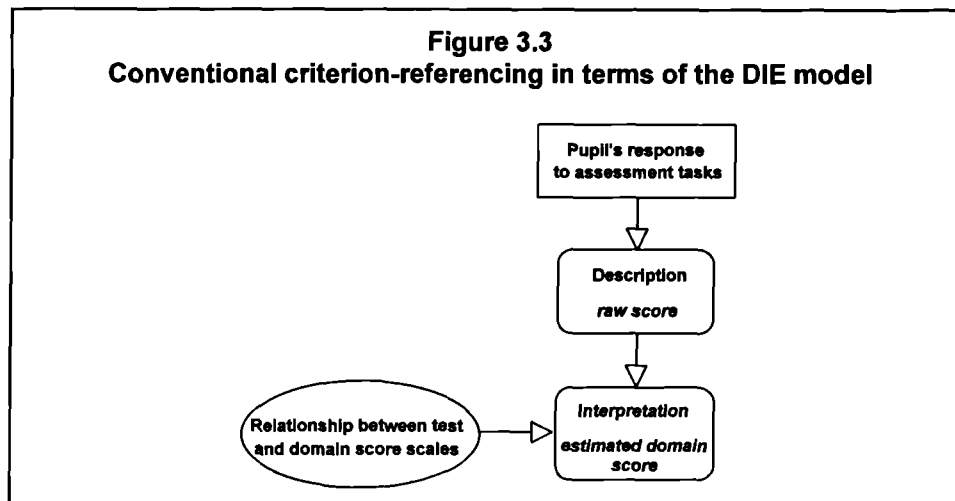 Figure 3.3
Conventional criterion-referencing in terms of the DIE model
Pupil's response
to assessment tasks
Description
raw score
Relationship between test
and domain score scales
Interpretation
estimated domain
score